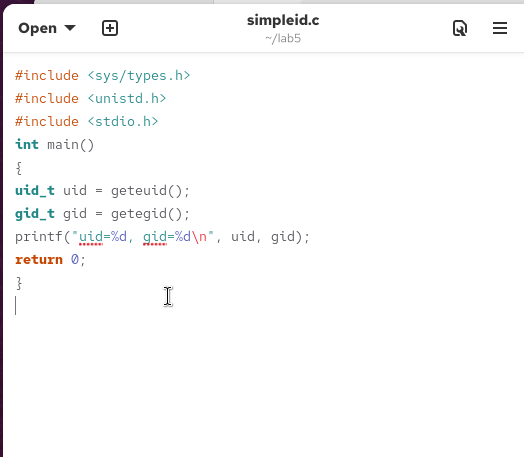 Open
simpleid.c
~/lab5
#include <sys/types.h>
#include <unistd.h>
#include <stdio.h>
int main()
{
uid_t uid = geteuid();
gid_t gid = getegid();
printf("uid=%d, gid=%d\n", uid, gid);
return 0;
}